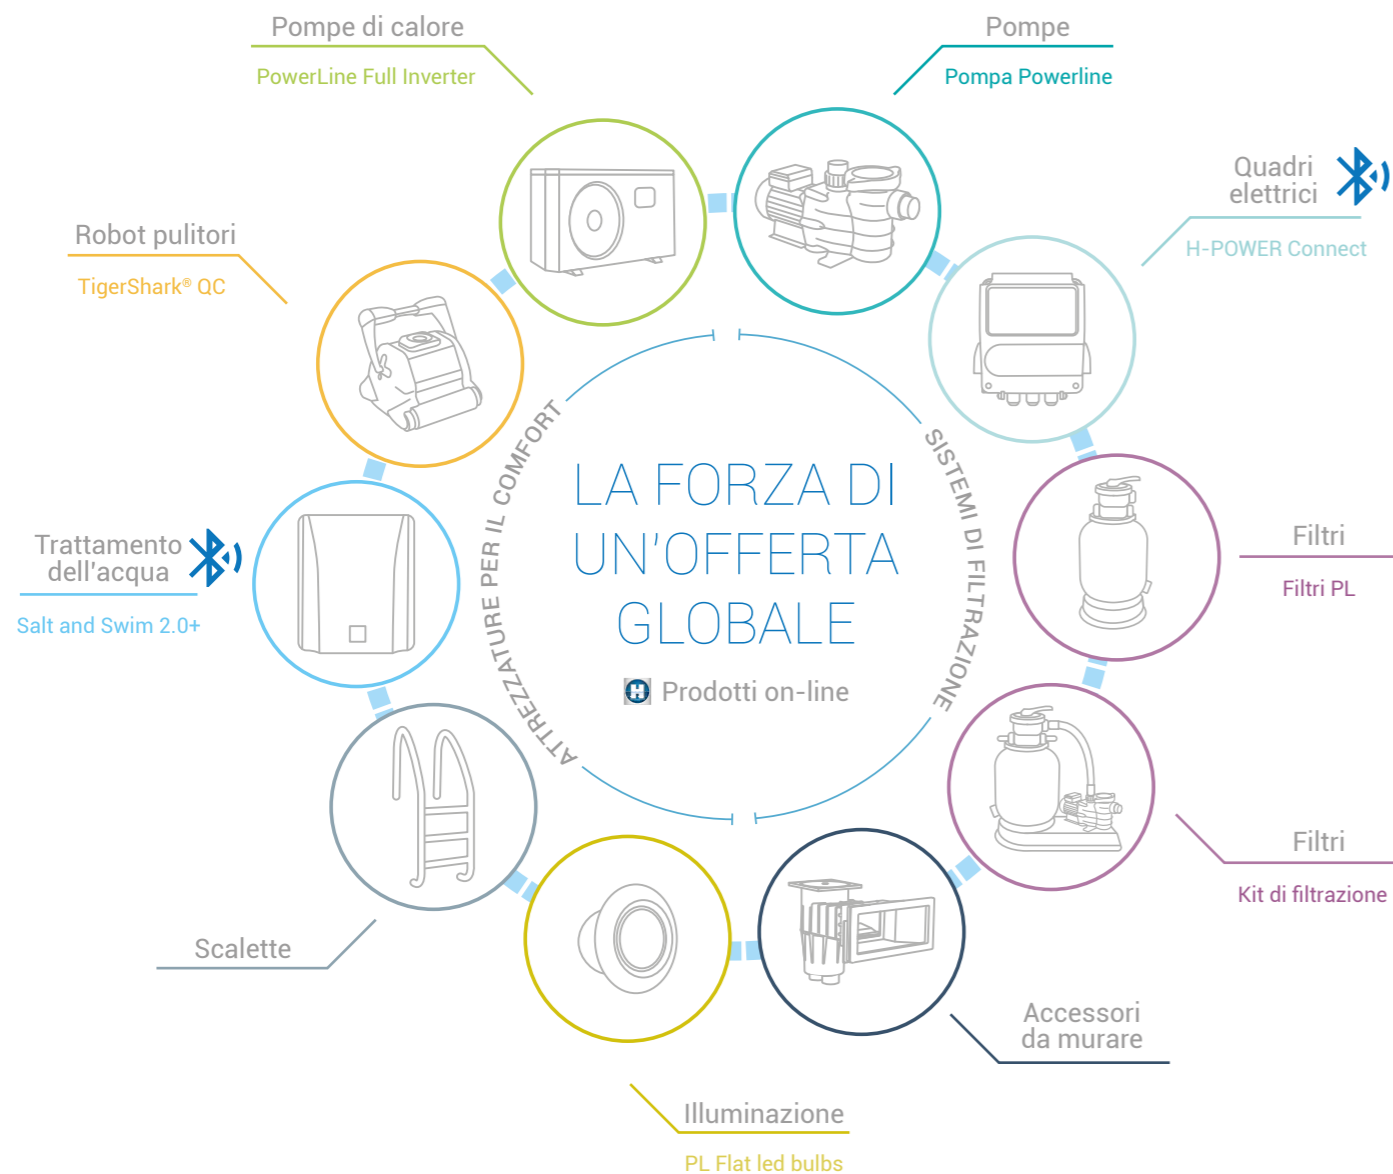 Pompe di calore
PowerLine Full Inverter
Pompe
Pompa Powerline
Quadri
elettrici
H-POWER Connect
Robot pulitori
TigerShark® QC
Trattamento
dell'acqua
Salt and Swim 2.0+
ATTREZZATURE PER IL COMFORT
LA FORZA DI
UN'OFFERTA
GLOBALE
H Prodotti on-line
SISTEMI DI FILTRAZIONE
Filtri
Filtri PL
Filtri
Kit di filtrazione
Scalette
Accessori
da murare
Illuminazione
PL Flat led bulbs